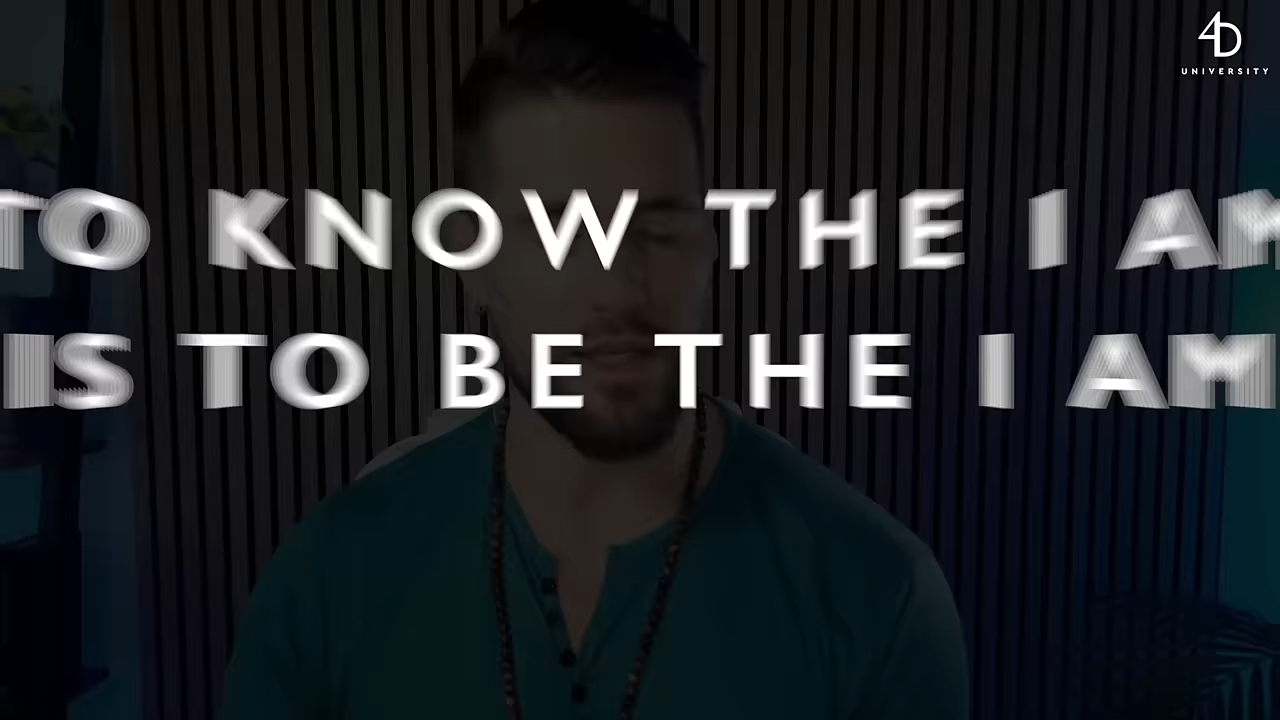 4D
UNIVERSITY
TO KNOW THE I AM
IS TO BE THE I AM